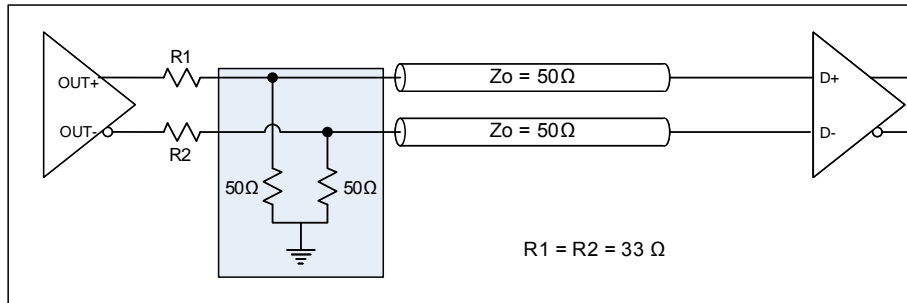 R1
OUT+
Zo = 50Ω
D+
OUT-
Zo = 50Ω
D-
R2
50Ω
50Ω
R1 = R2 = 33 Ω